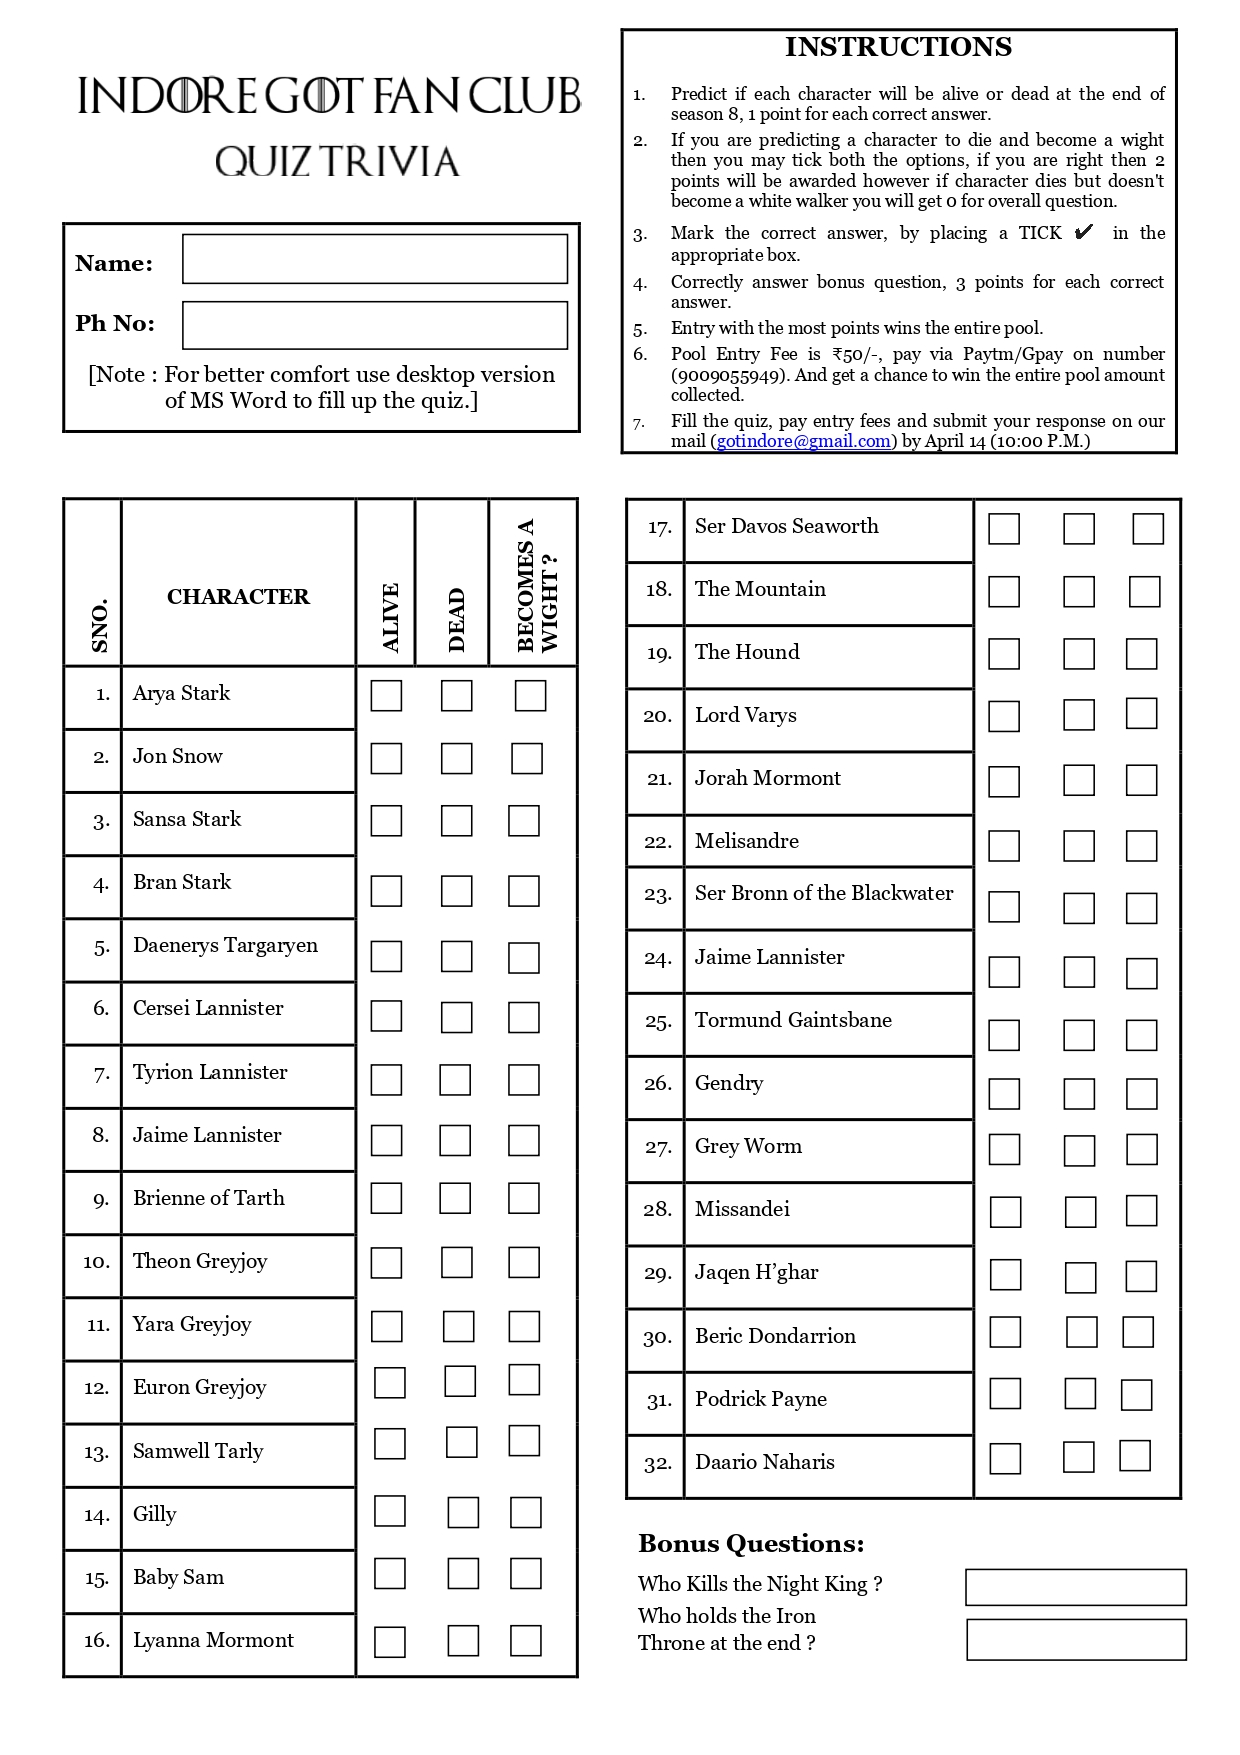 INDORE GOT FAN CLUB
QUIZ TRIVIA
Name:
Ph No:
[Note : For better comfort use desktop version
of MS Word to fill up the quiz.]
INSTRUCTIONS
1. Predict if each character will be alive or dead at the end of
season 8, 1 point for each correct answer.
2. If you are predicting a character to die and become a wight
then you may tick both the options, if you are right then 2
points will be awarded however if character dies but doesn't
become a white walker you will get 0 for overall question.
3. Mark the correct answer, by placing a TICK ✔ in the
appropriate box.
4. Correctly answer bonus question, 3 points for each correct
answer.
5. Entry with the most points wins the entire pool.
6. Pool Entry Fee is ₹50/-, pay via Paytm/Gpay on number
(9009055949). And get a chance to win the entire pool amount
collected.
7. Fill the quiz, pay entry fees and submit your response on our
mail (gotindore@gmail.com) by April 14 (10:00 P.M.)
SNO.
CHARACTER
ALIVE
DEAD
BECOMES A
WIGHT ?
1. Arya Stark
2. Jon Snow
3. Sansa Stark
4. Bran Stark
5. Daenerys Targaryen
6. Cersei Lannister
7. Tyrion Lannister
8. Jaime Lannister
9. Brienne of Tarth
10. Theon Greyjoy
11. Yara Greyjoy
12. Euron Greyjoy
13. Samwell Tarly
14. Gilly
15. Baby Sam
16. Lyanna Mormont
17. Ser Davos Seaworth
18. The Mountain
19. The Hound
20. Lord Varys
21. Jorah Mormont
22. Melisandre
23. Ser Bronn of the Blackwater
24. Jaime Lannister
25. Tormund Gaintsbane
26. Gendry
27. Grey Worm
28. Missandei
29. Jaqen H’ghar
30. Beric Dondarrion
31. Podrick Payne
32. Daario Naharis
Bonus Questions:
Who Kills the Night King ?
Who holds the Iron
Throne at the end ?